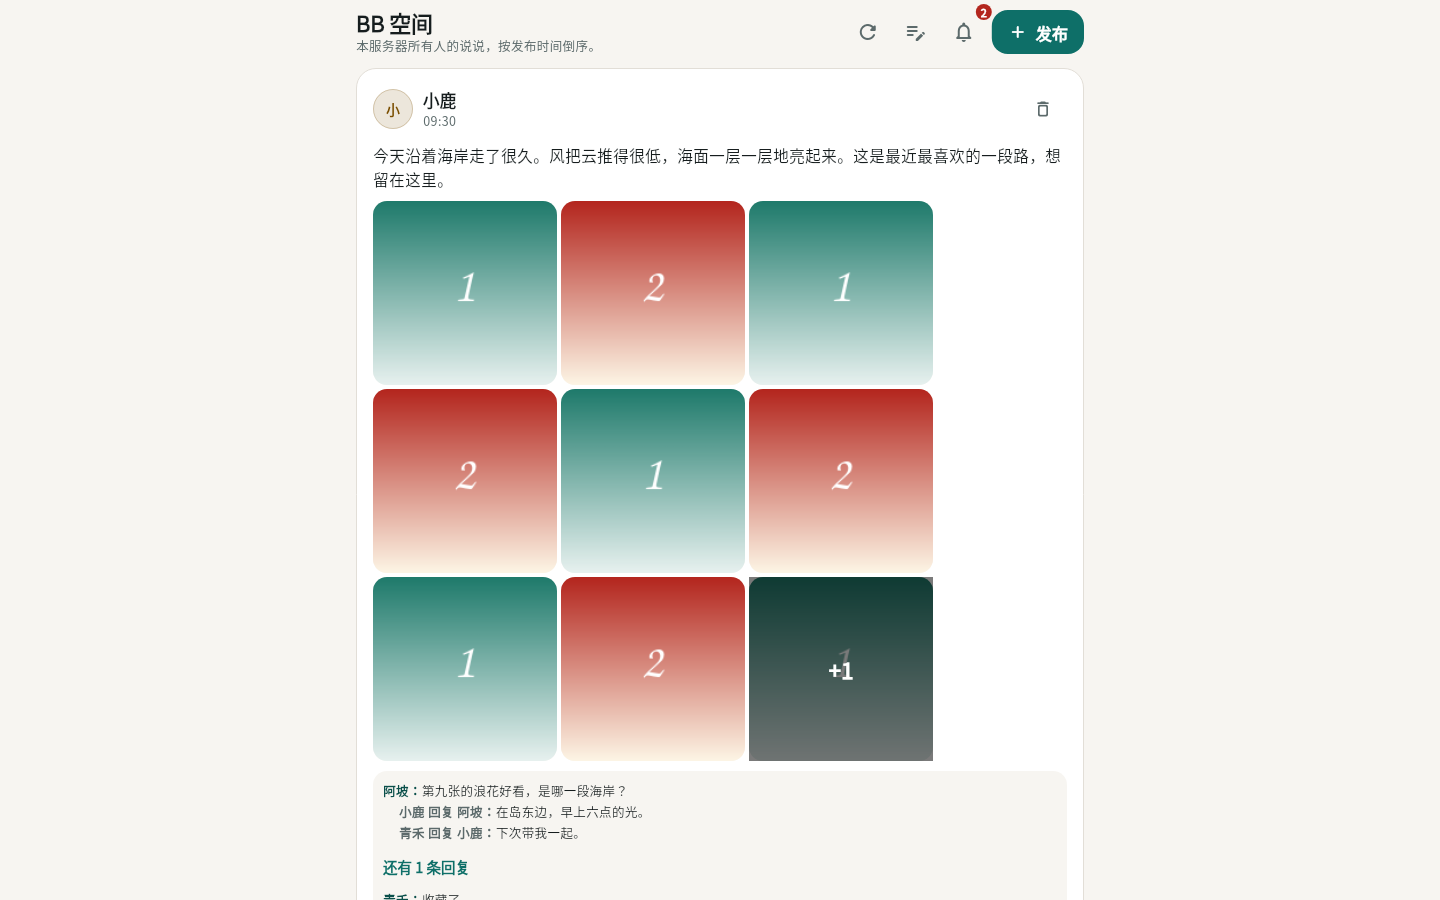 BB 空间
本服务器所有人的说说，按发布时间倒序。
2
发布
小
小鹿
09:30
今天沿着海岸走了很久。风把云推得很低，海面一层一层地亮起来。这是最近最喜欢的一段路，想
留在这里。
1
2
1
2
1
2
1
2
1
+1
阿坡：第九张的浪花好看，是哪一段海岸？
小鹿 回复 阿坡：在岛东边，早上六点的光。
青禾 回复 小鹿：下次带我一起。
还有 1 条回复
青禾：收藏了